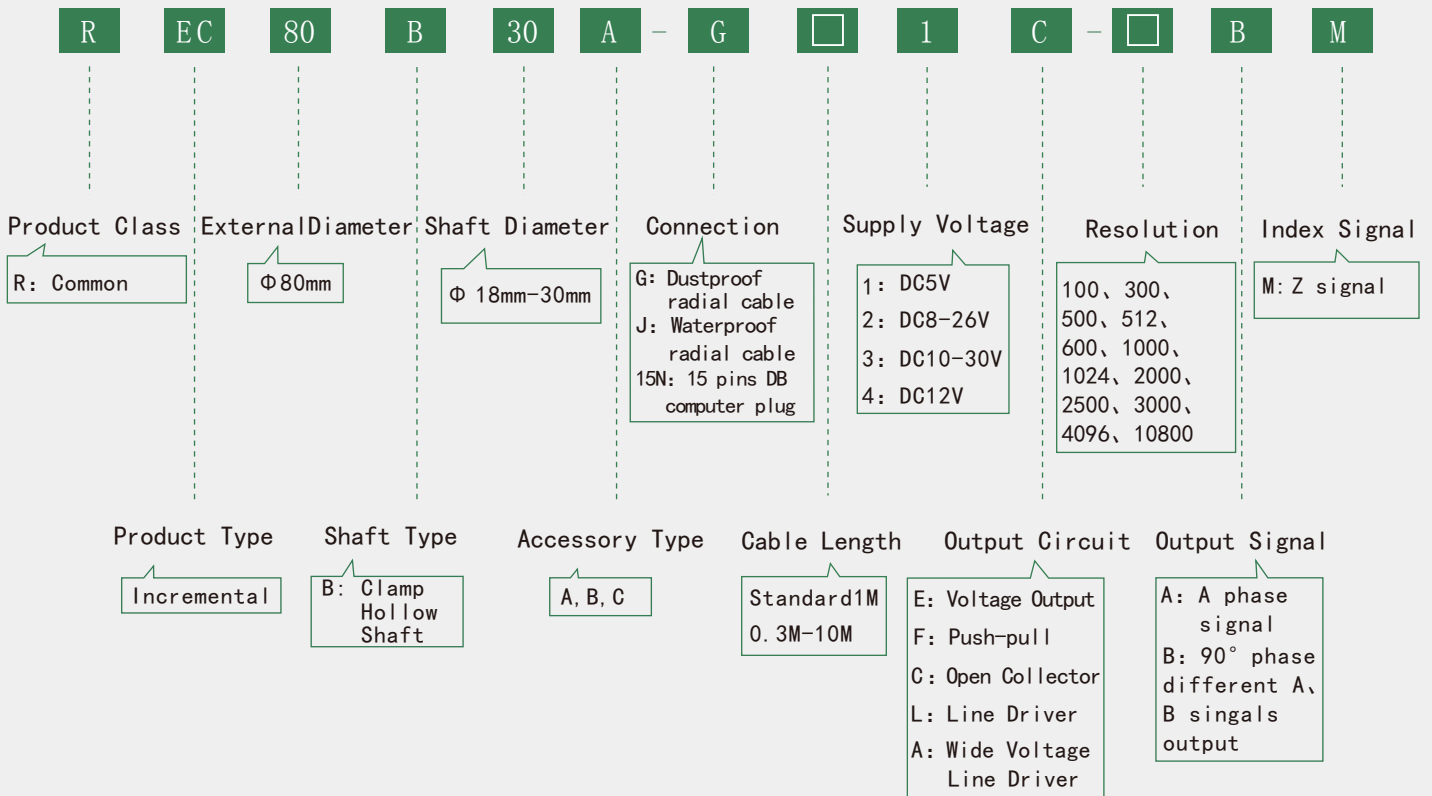 R EC 80 B 30 A - G □ 1 C - □ B M
Product Class
R: Common
ExternalDiameter
Φ80mm
Shaft Diameter
Φ 18mm-30mm
Connection
G: Dustproof
radial cable
J: Waterproof
radial cable
15N: 15 pins DB
computer plug
Supply Voltage
1: DC5V
2: DC8-26V
3: DC10-30V
4: DC12V
Resolution
100、300、
500、512、
600、1000、
1024、2000、
2500、3000、
4096、10800
Index Signal
M: Z signal
Product Type
Incremental
Shaft Type
B: Clamp
Hollow
Shaft
Accessory Type
A, B, C
Cable Length
Standard1M
0.3M-10M
Output Circuit
E: Voltage Output
F: Push-pull
C: Open Collector
L: Line Driver
A: Wide Voltage
Line Driver
Output Signal
A: A phase
signal
B: 90° phase
different A、
B singals
output